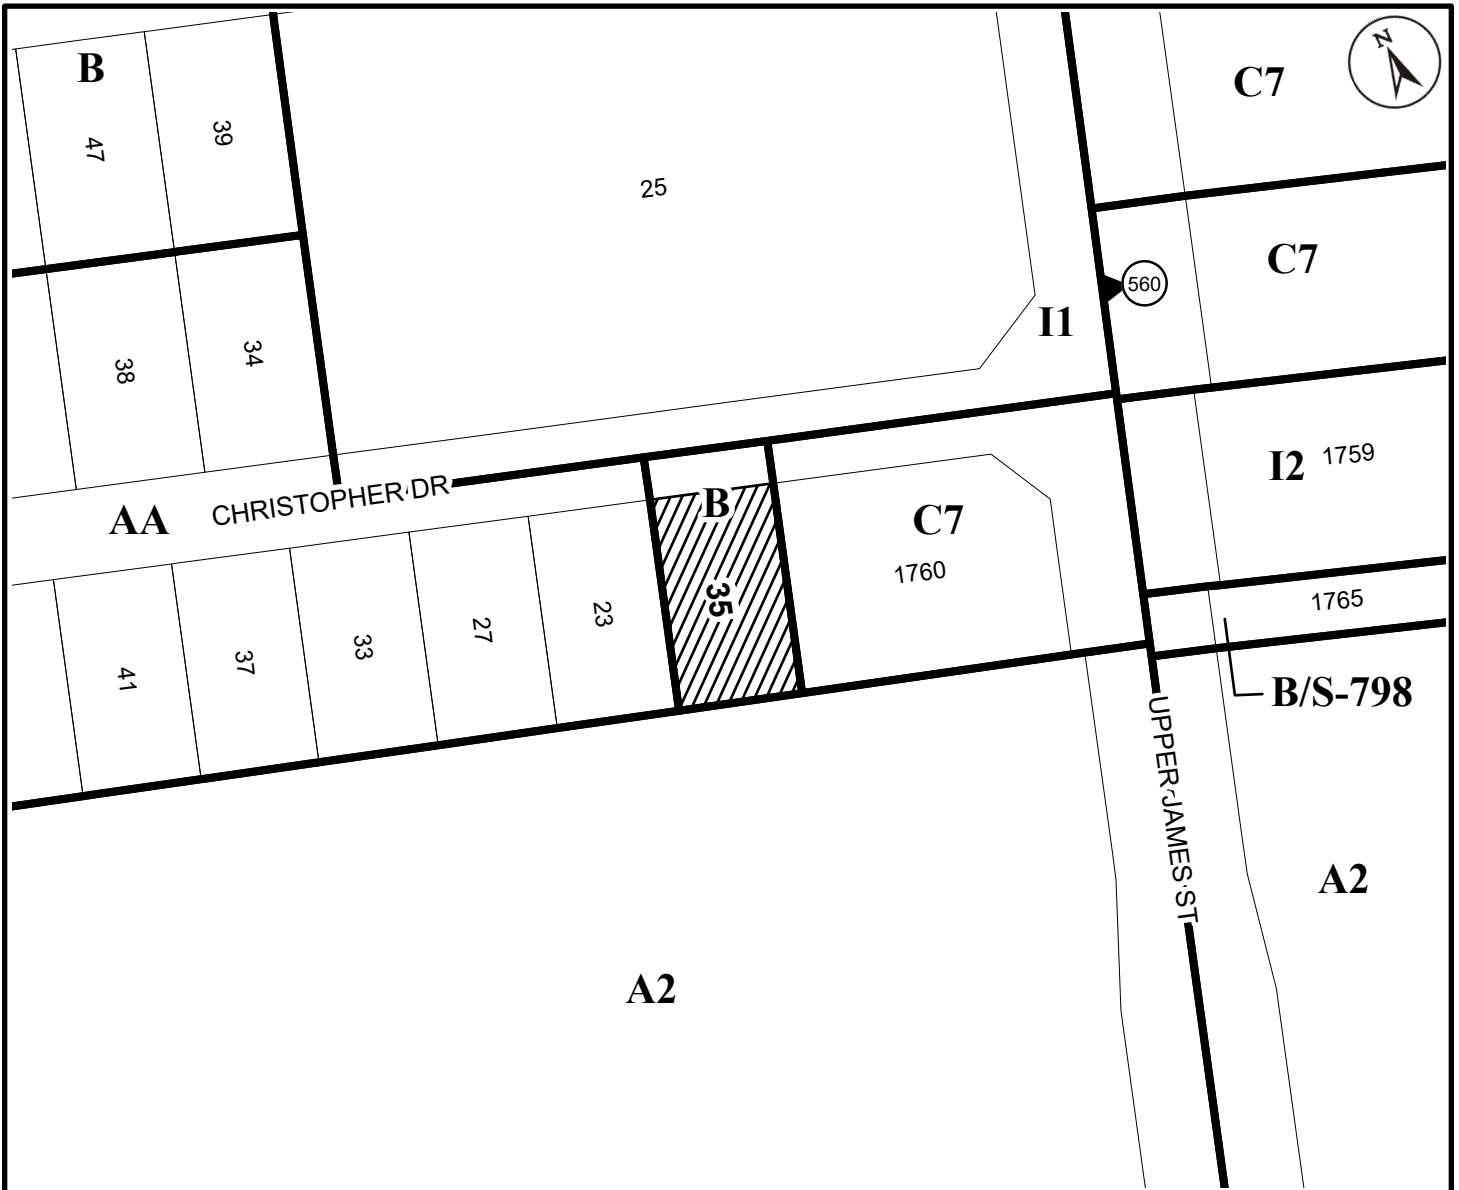 B
47
39
25
C7
N
C7
560
I1
38
34
CHRISTOPHER DR
AA
B
35
C7
1760
I2
1759
1765
B/S-798
41
37
33
27
23
UPPER JAMES ST
A2
A2